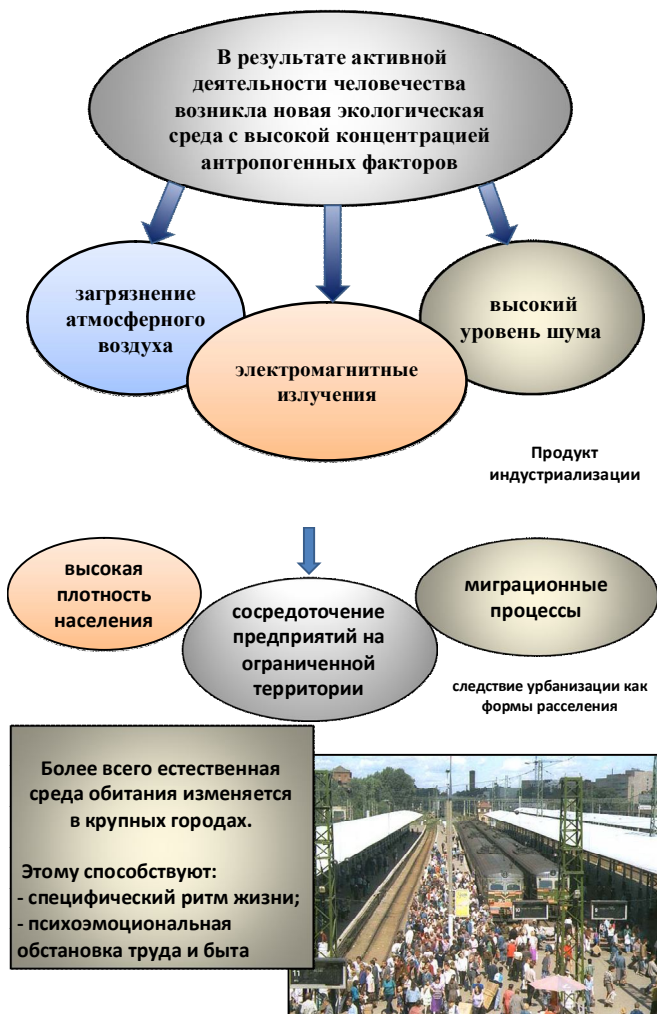 В результате активной
деятельности человечества
возникла новая экологическая
среда с высокой концентрацией
антропогенных факторов
загрязнение
атмосферного
воздуха
электромагнитные
излучения
высокий
уровень шума
Продукт
индустриализации
высокая
плотность
населения
сосредоточение
предприятий на
ограниченной
территории
миграционные
процессы
следствие урбанизации как
формы расселения
Более всего естественная
среда обитания изменяется
в крупных городах.
Этому способствуют:
- специфический ритм жизни;
- психоэмоциональная
обстановка труда и быта
11
10